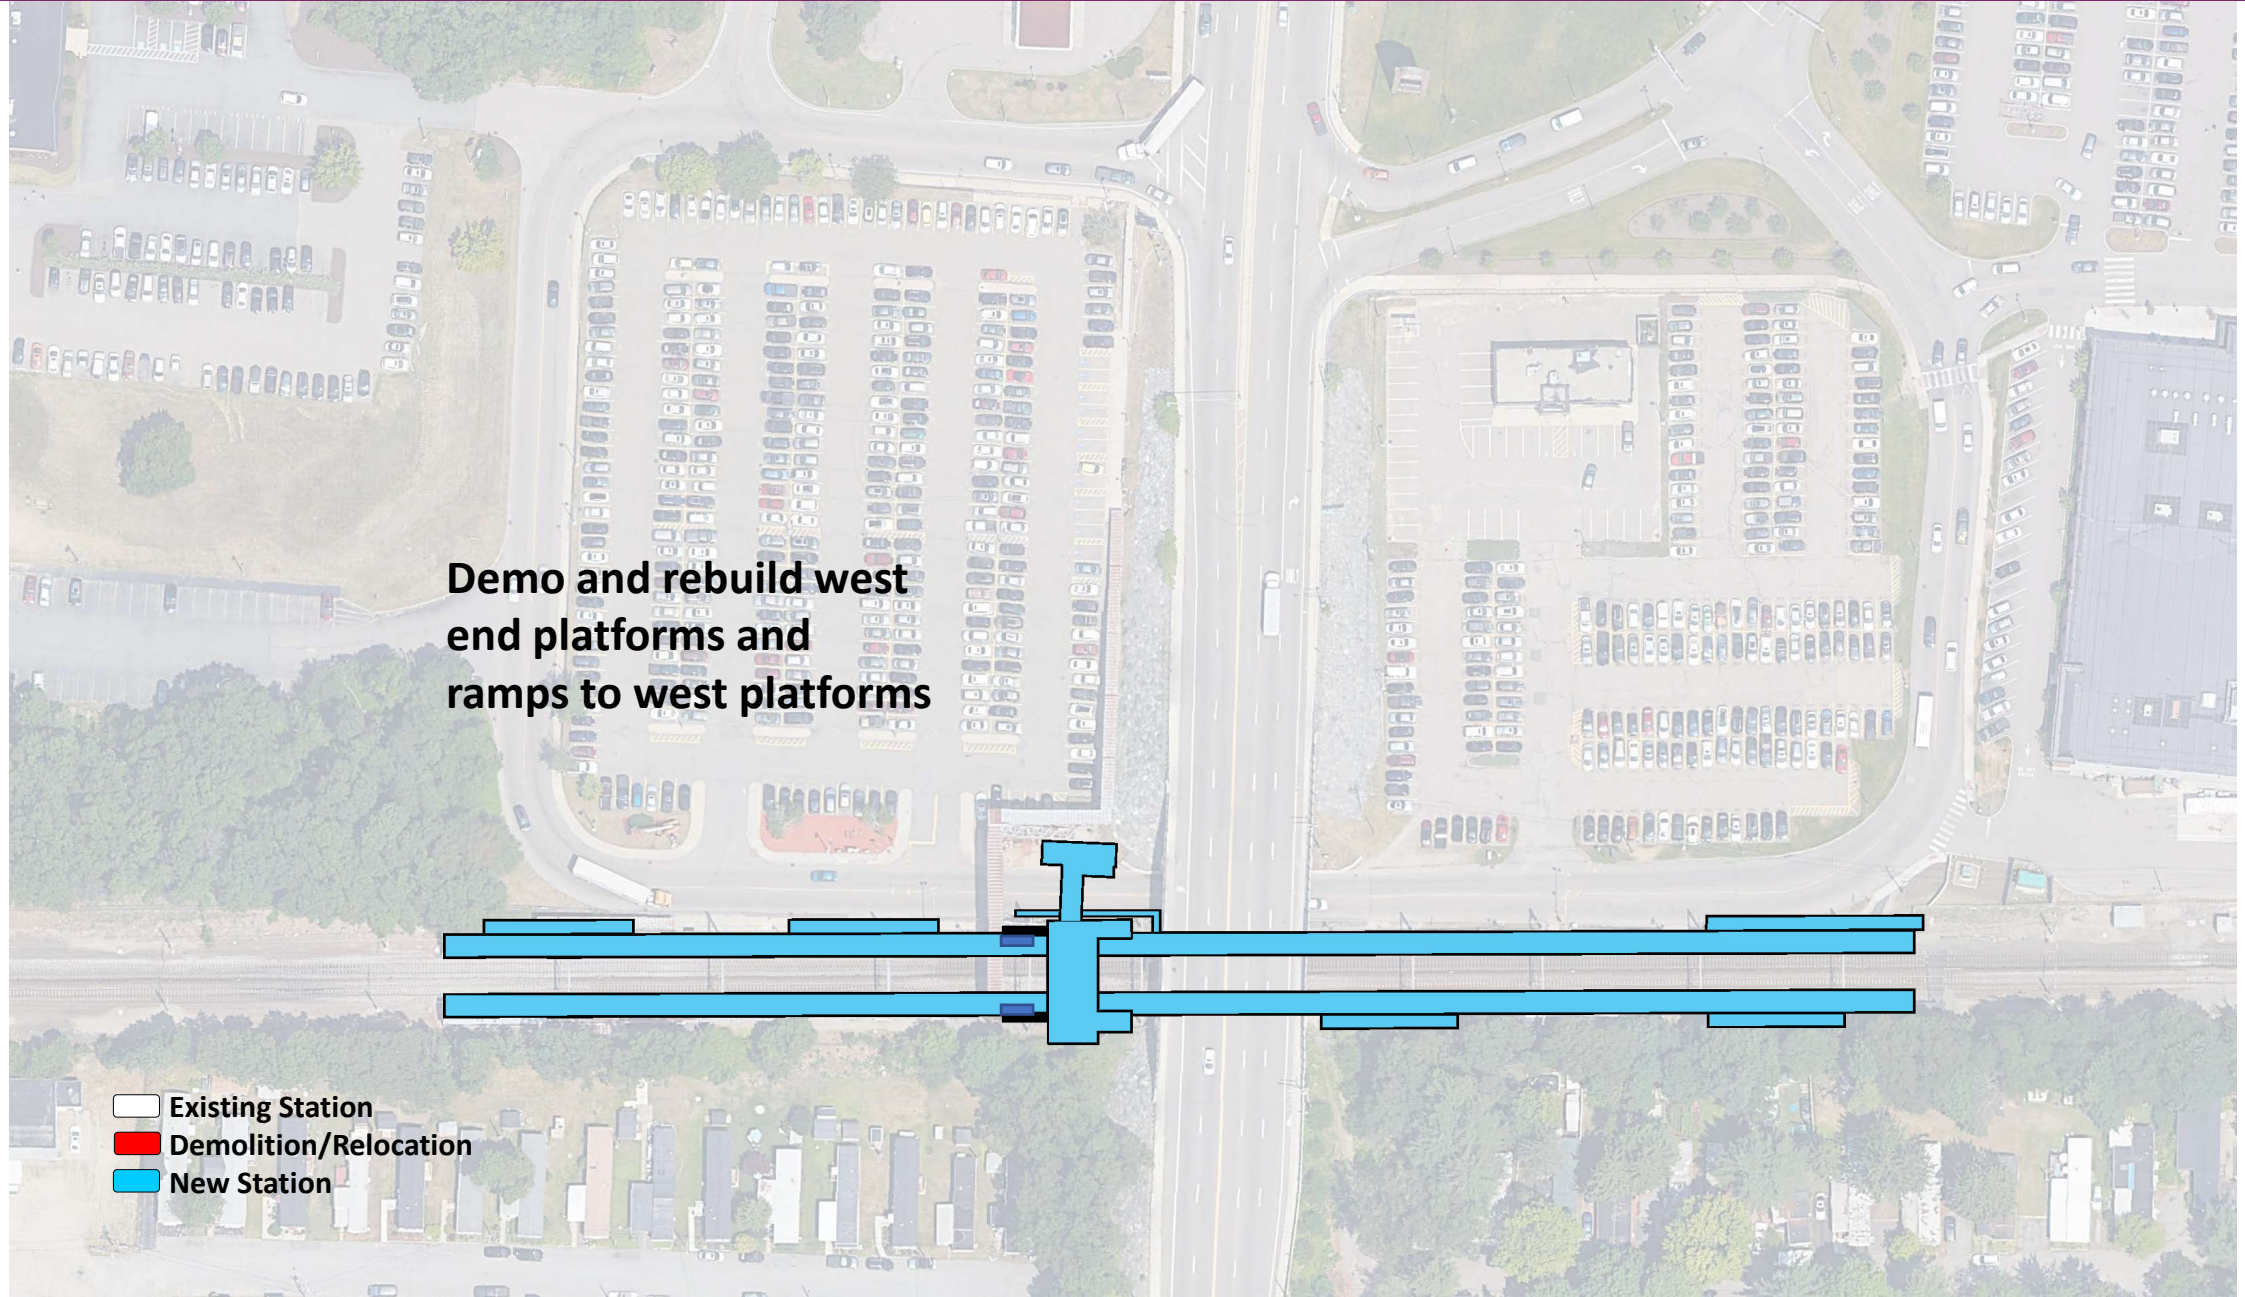 Demo and rebuild west
end platforms and
ramps to west platforms
Existing Station
Demolition/Relocation
New Station